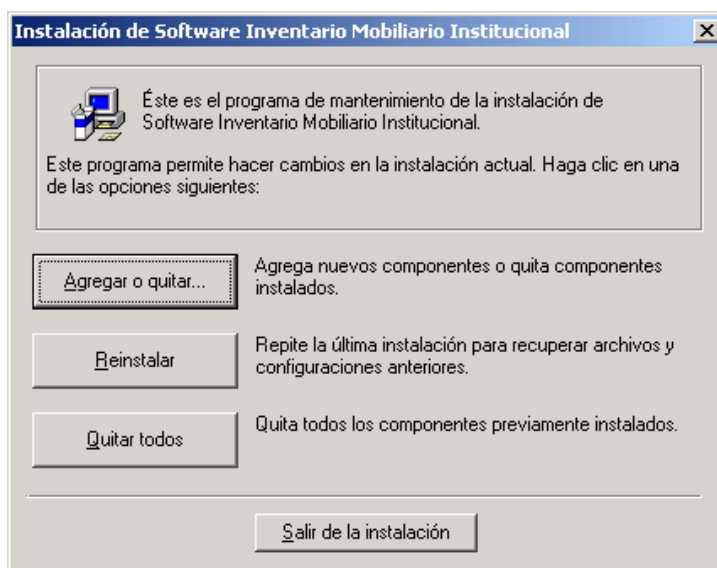 Instalación de Software Inventario Mobiliario Institucional
Éste es el programa de mantenimiento de la instalación de
Software Inventario Mobiliario Institucional.
Este programa permite hacer cambios en la instalación actual. Haga clic en una
de las opciones siguientes:
Agregar o quitar...
Agrega nuevos componentes o quita componentes
instalados.
Reinstalar
Repite la última instalación para recuperar archivos y
configuraciones anteriores.
Quitar todos
Quita todos los componentes previamente instalados.
Salir de la instalación